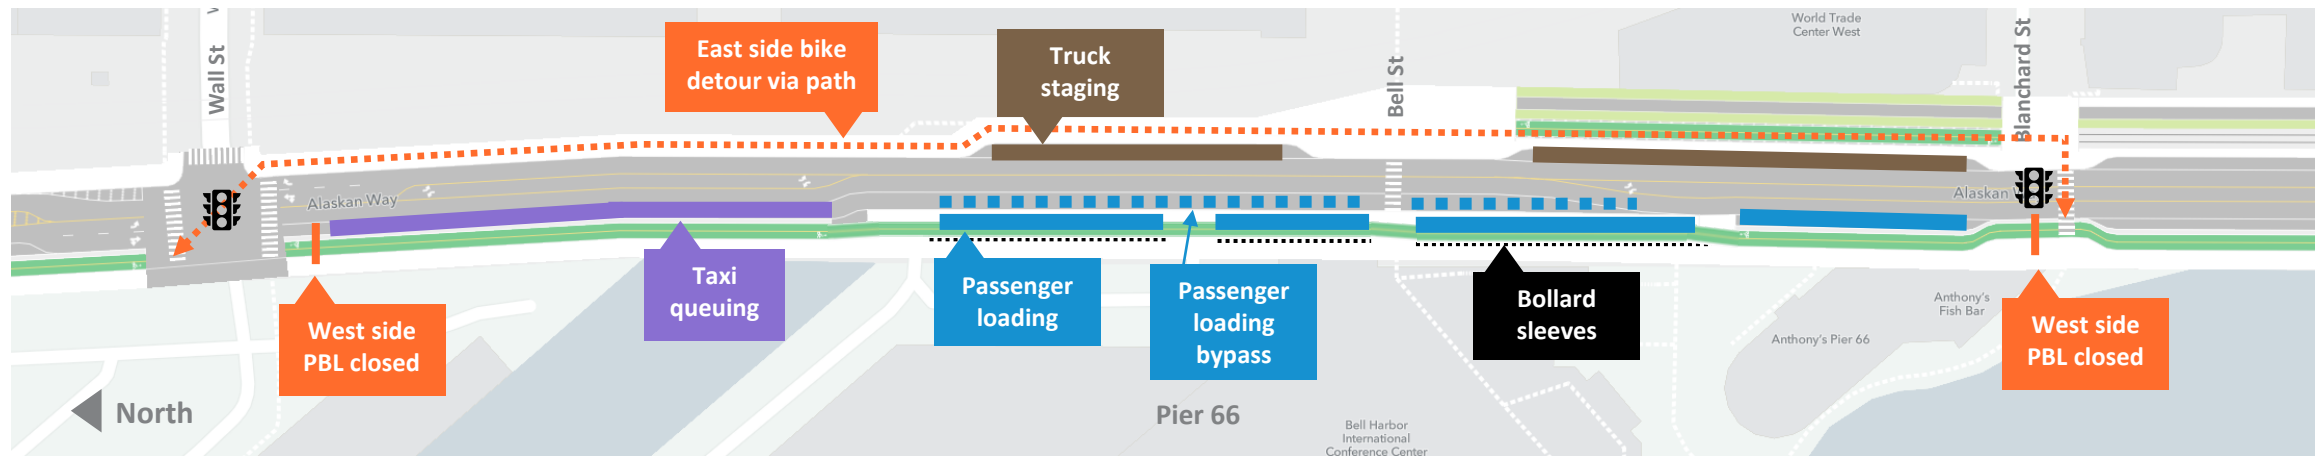 World Trade
Center West
Wall St
East side bike
detour via path
Truck
staging
Bell St
Blanchard St
Alaskan Way
Alaskan
Taxi
queuing
Passenger
loading
Passenger
loading
bypass
Bollard
sleeves
West side
PBL closed
Anthony's
Fish Bar
Anthony's Pier 66
West side
PBL closed
North
Pier 66
Bell Harbor
International
Conference Center